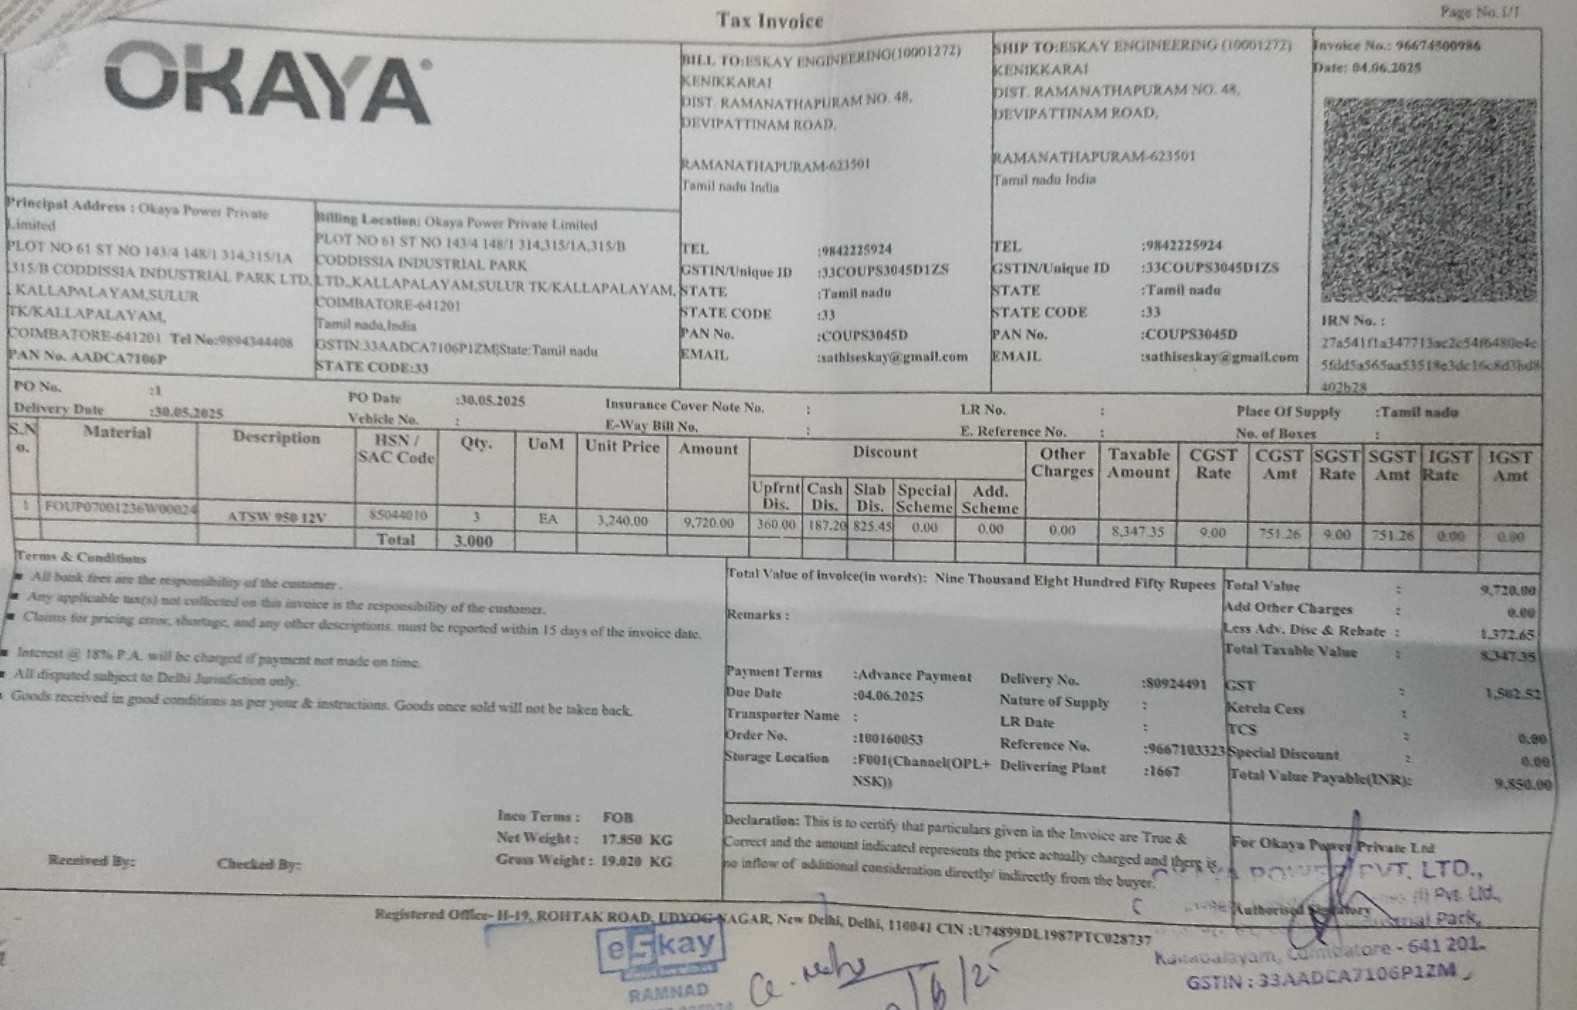 Tax Invoice
Page No.1/1
OKAYA
BILL TO:ESKAY ENGINEERING(10001272)
KENIKKARAI
DIST. RAMANATHAPURAM NO. 48,
DEVIPATTINAM ROAD,
RAMANATHAPURAM-623501
Tamil nadu India
TEL :9842225924
GSTIN/Unique ID :33COUPS3045D1ZS
STATE :Tamil nadu
STATE CODE :33
PAN No. :COUPS3045D
EMAIL :sathiseskay@gmail.com
SHIP TO:ESKAY ENGINEERING (10001272)
KENIKKARAI
DIST. RAMANATHAPURAM NO. 48,
DEVIPATTINAM ROAD,
RAMANATHAPURAM-623501
Tamil nadu India
TEL :9842225924
GSTIN/Unique ID :33COUPS3045D1ZS
STATE :Tamil nadu
STATE CODE :33
PAN No. :COUPS3045D
EMAIL :sathiseskay@gmail.com
Invoice No.: 96674500986
Date: 04.06.2025
IRN No. :
Principal Address : Okaya Power Private
Limited
PLOT NO 61 ST NO 143/4 148/1 314,315/1A
,315/B CODDISSIA INDUSTRIAL PARK LTD,
, KALLAPALAYAM,SULUR
TK/KALLAPALAYAM,
COIMBATORE-641201 Tel No:9894344408
PAN No. AADCA7106P
Billing Location: Okaya Power Private Limited
PLOT NO 61 ST NO 143/4 148/1 314,315/1A,315/B
CODDISSIA INDUSTRIAL PARK
LTD.,KALLAPALAYAM,SULUR TK/KALLAPALAYAM,
COIMBATORE-641201
Tamil nadu,India
GSTIN:33AADCA7106P1ZM|State:Tamil nadu
STATE CODE:33
PO No. :1 PO Date :30.05.2025 Insurance Cover Note No. : LR No. : Place Of Supply :Tamil nadu
Delivery Date :30.05.2025 Vehicle No. : E-Way Bill No. : E. Reference No. : No. of Boxes :
S.No. Material Description HSN / SAC Code Qty. UoM Unit Price Amount Discount Other Charges Taxable Amount CGST Rate CGST Amt SGST Rate SGST Amt IGST Rate IGST Amt
Upfrnt Dis. Cash Dis. Slab Dis. Special Scheme Add. Scheme
1 FOUP07001236W00024 ATSW 950 12V 85044010 3 EA 3,240.00 9,720.00 360.00 187.20 825.45 0.00 0.00 0.00 8,347.35 9.00 751.26 9.00 751.26 0.00 0.00
Total 3.000
Terms & Conditions
All bank fees are the responsibility of the customer.
Any applicable tax(s) not collected on this invoice is the responsibility of the customer.
Claims for pricing error, shortage, and any other descriptions, must be reported within 15 days of the invoice date.
Interest @ 18% P.A. will be charged if payment not made on time.
All disputed subject to Delhi Jurisdiction only.
Goods received in good conditions as per your & instructions. Goods once sold will not be taken back.
Inco Terms : FOB
Net Weight : 17.850 KG
Gross Weight : 19.020 KG
Received By: Checked By:
Total Value of invoice(in words): Nine Thousand Eight Hundred Fifty Rupees
Remarks :
Payment Terms :Advance Payment Delivery No. :80924491
Due Date :04.06.2025 Nature of Supply :
Transporter Name : LR Date :
Order No. :100160053 Reference No. :9667103323
Storage Location :F001(Channel(OPL+ Delivering Plant :1667
NSK))
Total Value : 9,720.00
Add Other Charges : 0.00
Less Adv. Disc & Rebate : 1,372.65
Total Taxable Value : 8,347.35
GST : 1,502.52
Kerela Cess :
TCS : 0.00
Special Discount : 0.00
Total Value Payable(INR): 9,850.00
Declaration: This is to certify that particulars given in the Invoice are True &
Correct and the amount indicated represents the price actually charged and there is
no inflow of additional consideration directly/ indirectly from the buyer.
For Okaya Power Private Ltd
POWER PVT. LTD.,
Pvt. Ltd.,
Authorised Signatory
Park,
Coimbatore - 641 201.
GSTIN : 33AADCA7106P1ZM
Registered Office- H-19, ROHTAK ROAD, UDYOG NAGAR, New Delhi, Delhi, 110041 CIN :U74899DL1987PTC028737
eskay
RAMNAD